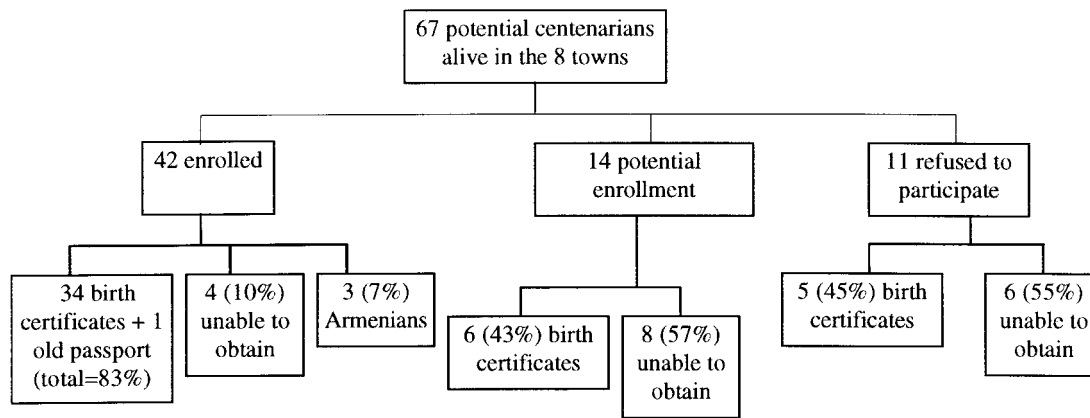 67 potential centenarians
alive in the 8 towns
42 enrolled
14 potential
enrollment
11 refused to
participate
34 birth
certificates + 1
old passport
(total=83%)
4 (10%)
unable to
obtain
3 (7%)
Armenians
6 (43%) birth
certificates
8 (57%)
unable to
obtain
5 (45%) birth
certificates
6 (55%)
unable to
obtain